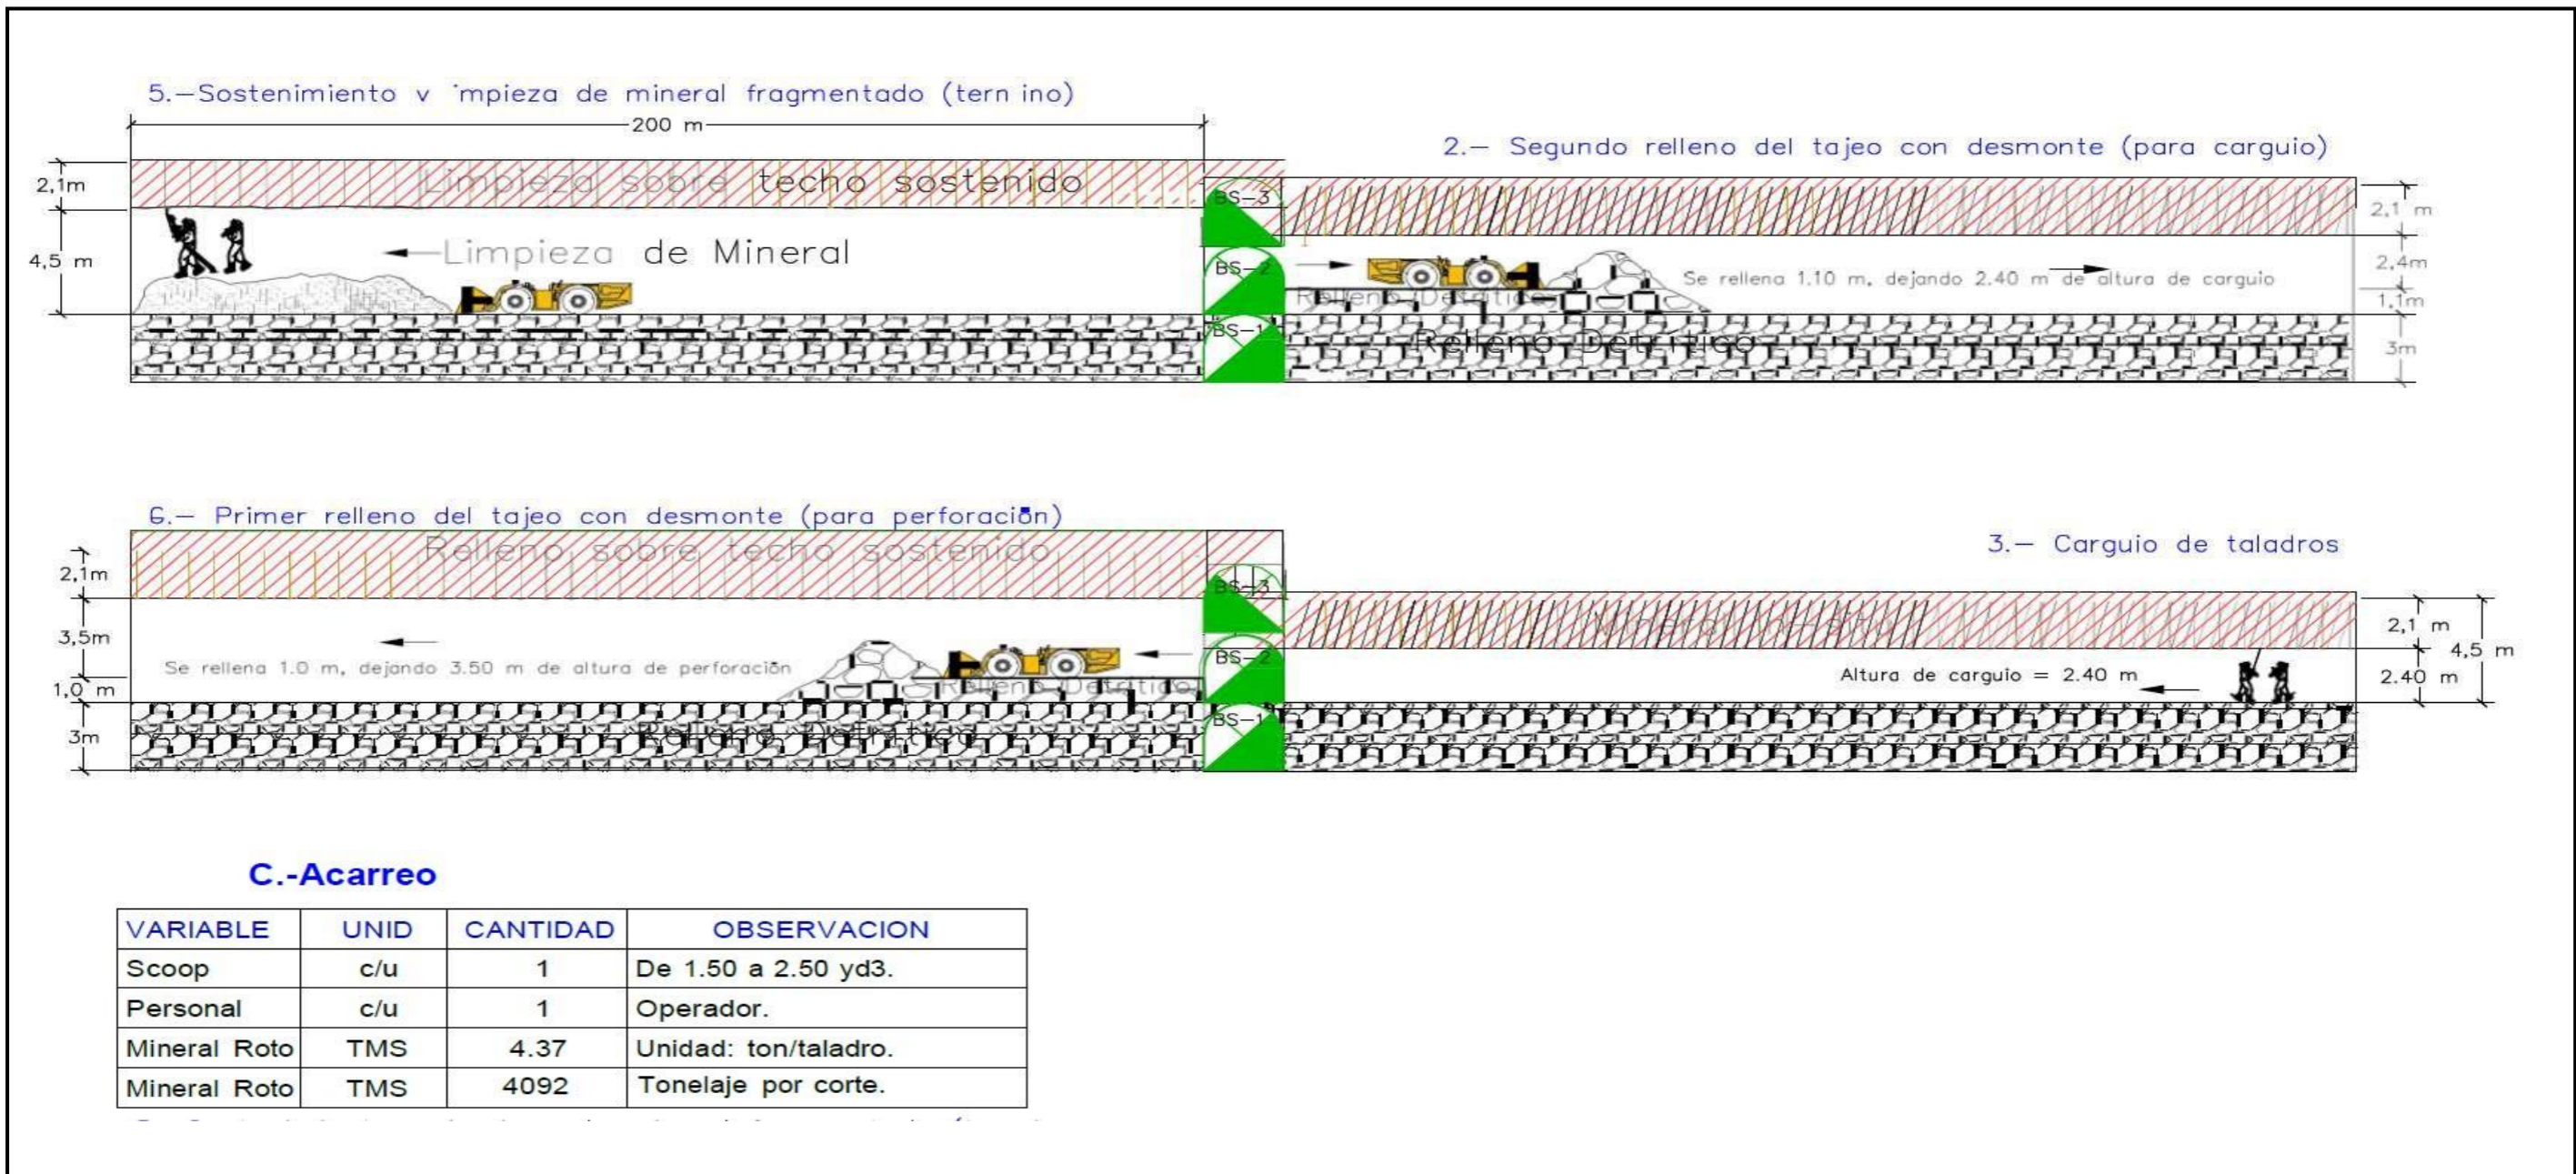 5.-Sostenimiento v mpieza de mineral fragmentado (tern ino)
200 m
2.- Segundo relleno del tajeo con desmonte (para carguio)
2,1m
Limpieza sobre techo sostenido
BS-3
2,1 m
4,5 m
Limpieza de Mineral
BS-2
Se rellena 1.10 m, dejando 2.40 m de altura de carguio
2,4m
Relleno Detritico
1,1m
BS-1
Relleno Detrítico
3m
6.- Primer relleno del tajeo con desmonte (para perforación)
Relleno sobre techo sostenido
3.- Carguio de taladros
2,1m
BS-3
Mineral in-situ
2,1 m
4,5 m
3,5m
Se rellena 1.0 m, dejando 3.50 m de altura de perforación
BS-2
Altura de carguio = 2.40 m
2.40 m
1,0 m
Relleno Detritico
BS-1
3m
Relleno Detritico
C.-Acarreo
VARIABLE UNID CANTIDAD OBSERVACION
Scoop c/u 1 De 1.50 a 2.50 yd3.
Personal c/u 1 Operador.
Mineral Roto TMS 4.37 Unidad: ton/taladro.
Mineral Roto TMS 4092 Tonelaje por corte.